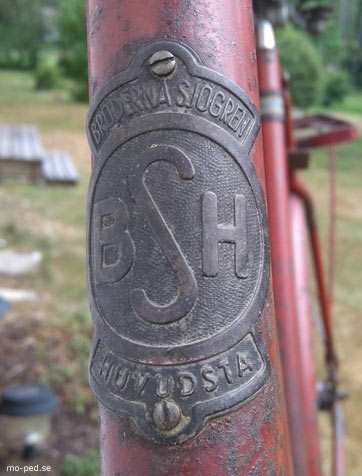 BRÖDERNA SJÖGREN
BSH
HUVUDSTA
mo-ped.se